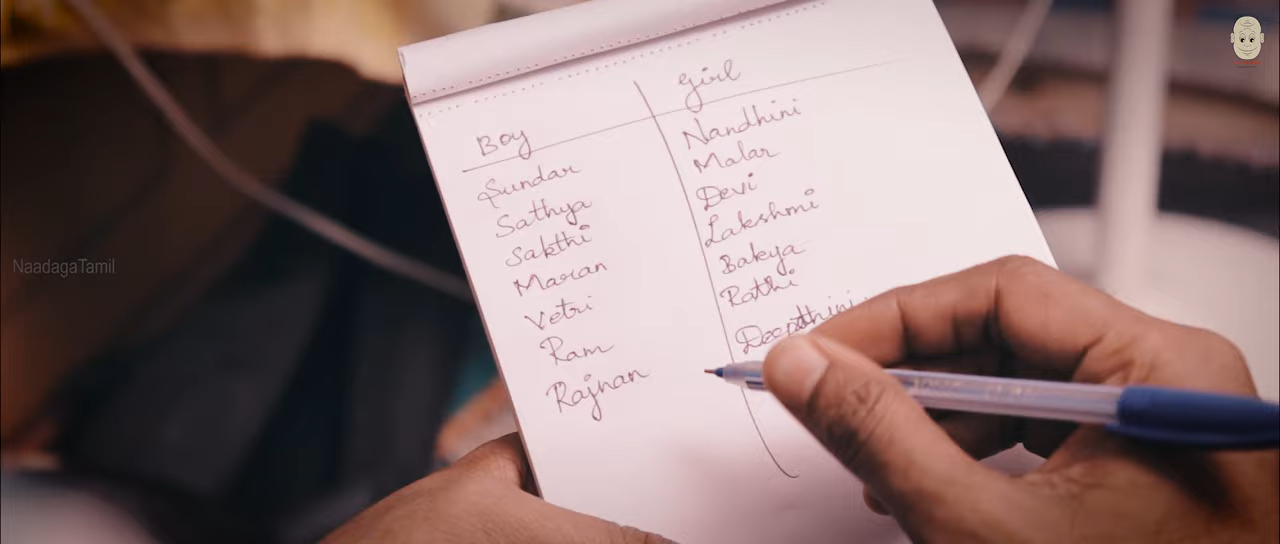 Boy
Sundar
Sathya
Sakthi
Maran
Vetri
Ram
Rajnan
Girl
Nandhini
Malar
Devi
Lakshmi
Bakya
Rathi
NaadagaTamil